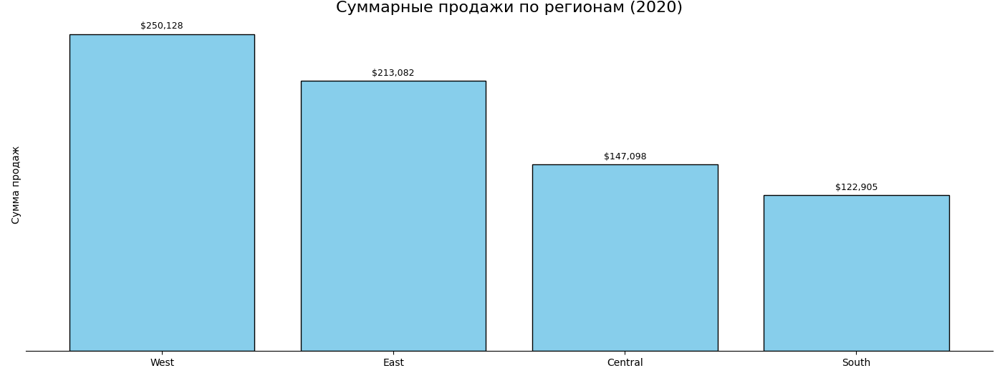 Суммарные продажи по регионам (2020)
$250,128
$213,082
$147,098
$122,905
Сумма продаж
West
East
Central
South